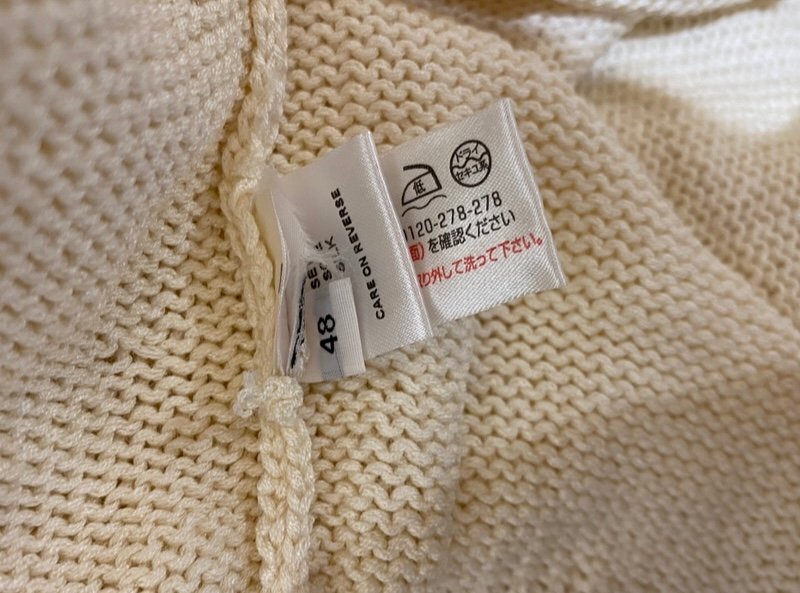 CARE ON REVERSE
48
低
ドライ
セキユ系
0120-278-278
面)を確認ください
り外して洗って下さい。